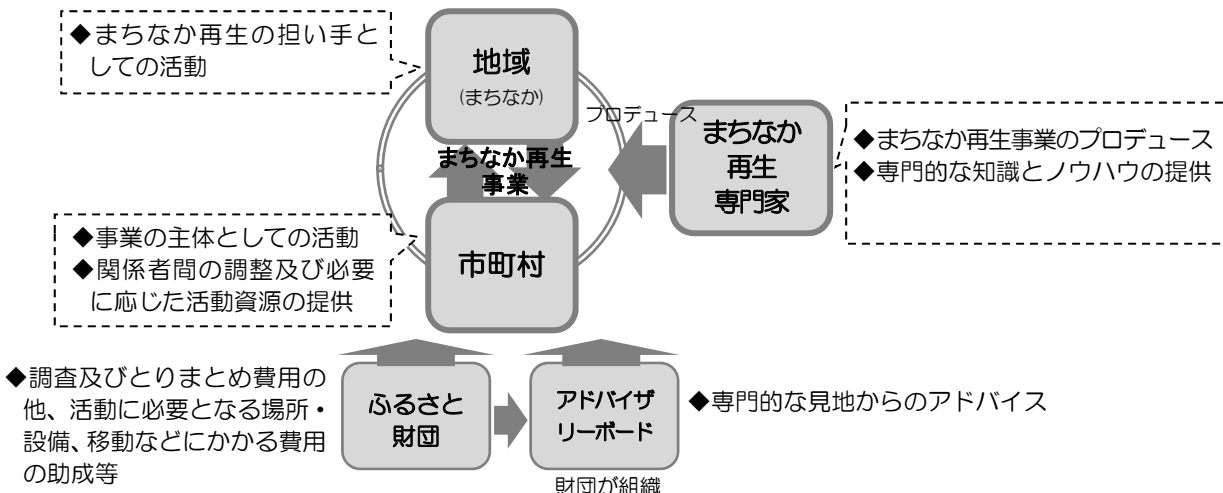 ◆まちなか再生の担い手と
しての活動
地域
(まちなか)
プロデュース
まちなか
再生
専門家
◆まちなか再生事業のプロデュース
◆専門的な知識とノウハウの提供
まちなか再生
事業
◆事業の主体としての活動
◆関係者間の調整及び必要
に応じた活動資源の提供
市町村
◆調査及びとりまとめ費用の
他、活動に必要となる場所・
設備、移動などにかかる費用
の助成等
ふるさと
財団
アドバイザ
リーボード
財団が組織
◆専門的な見地からのアドバイス